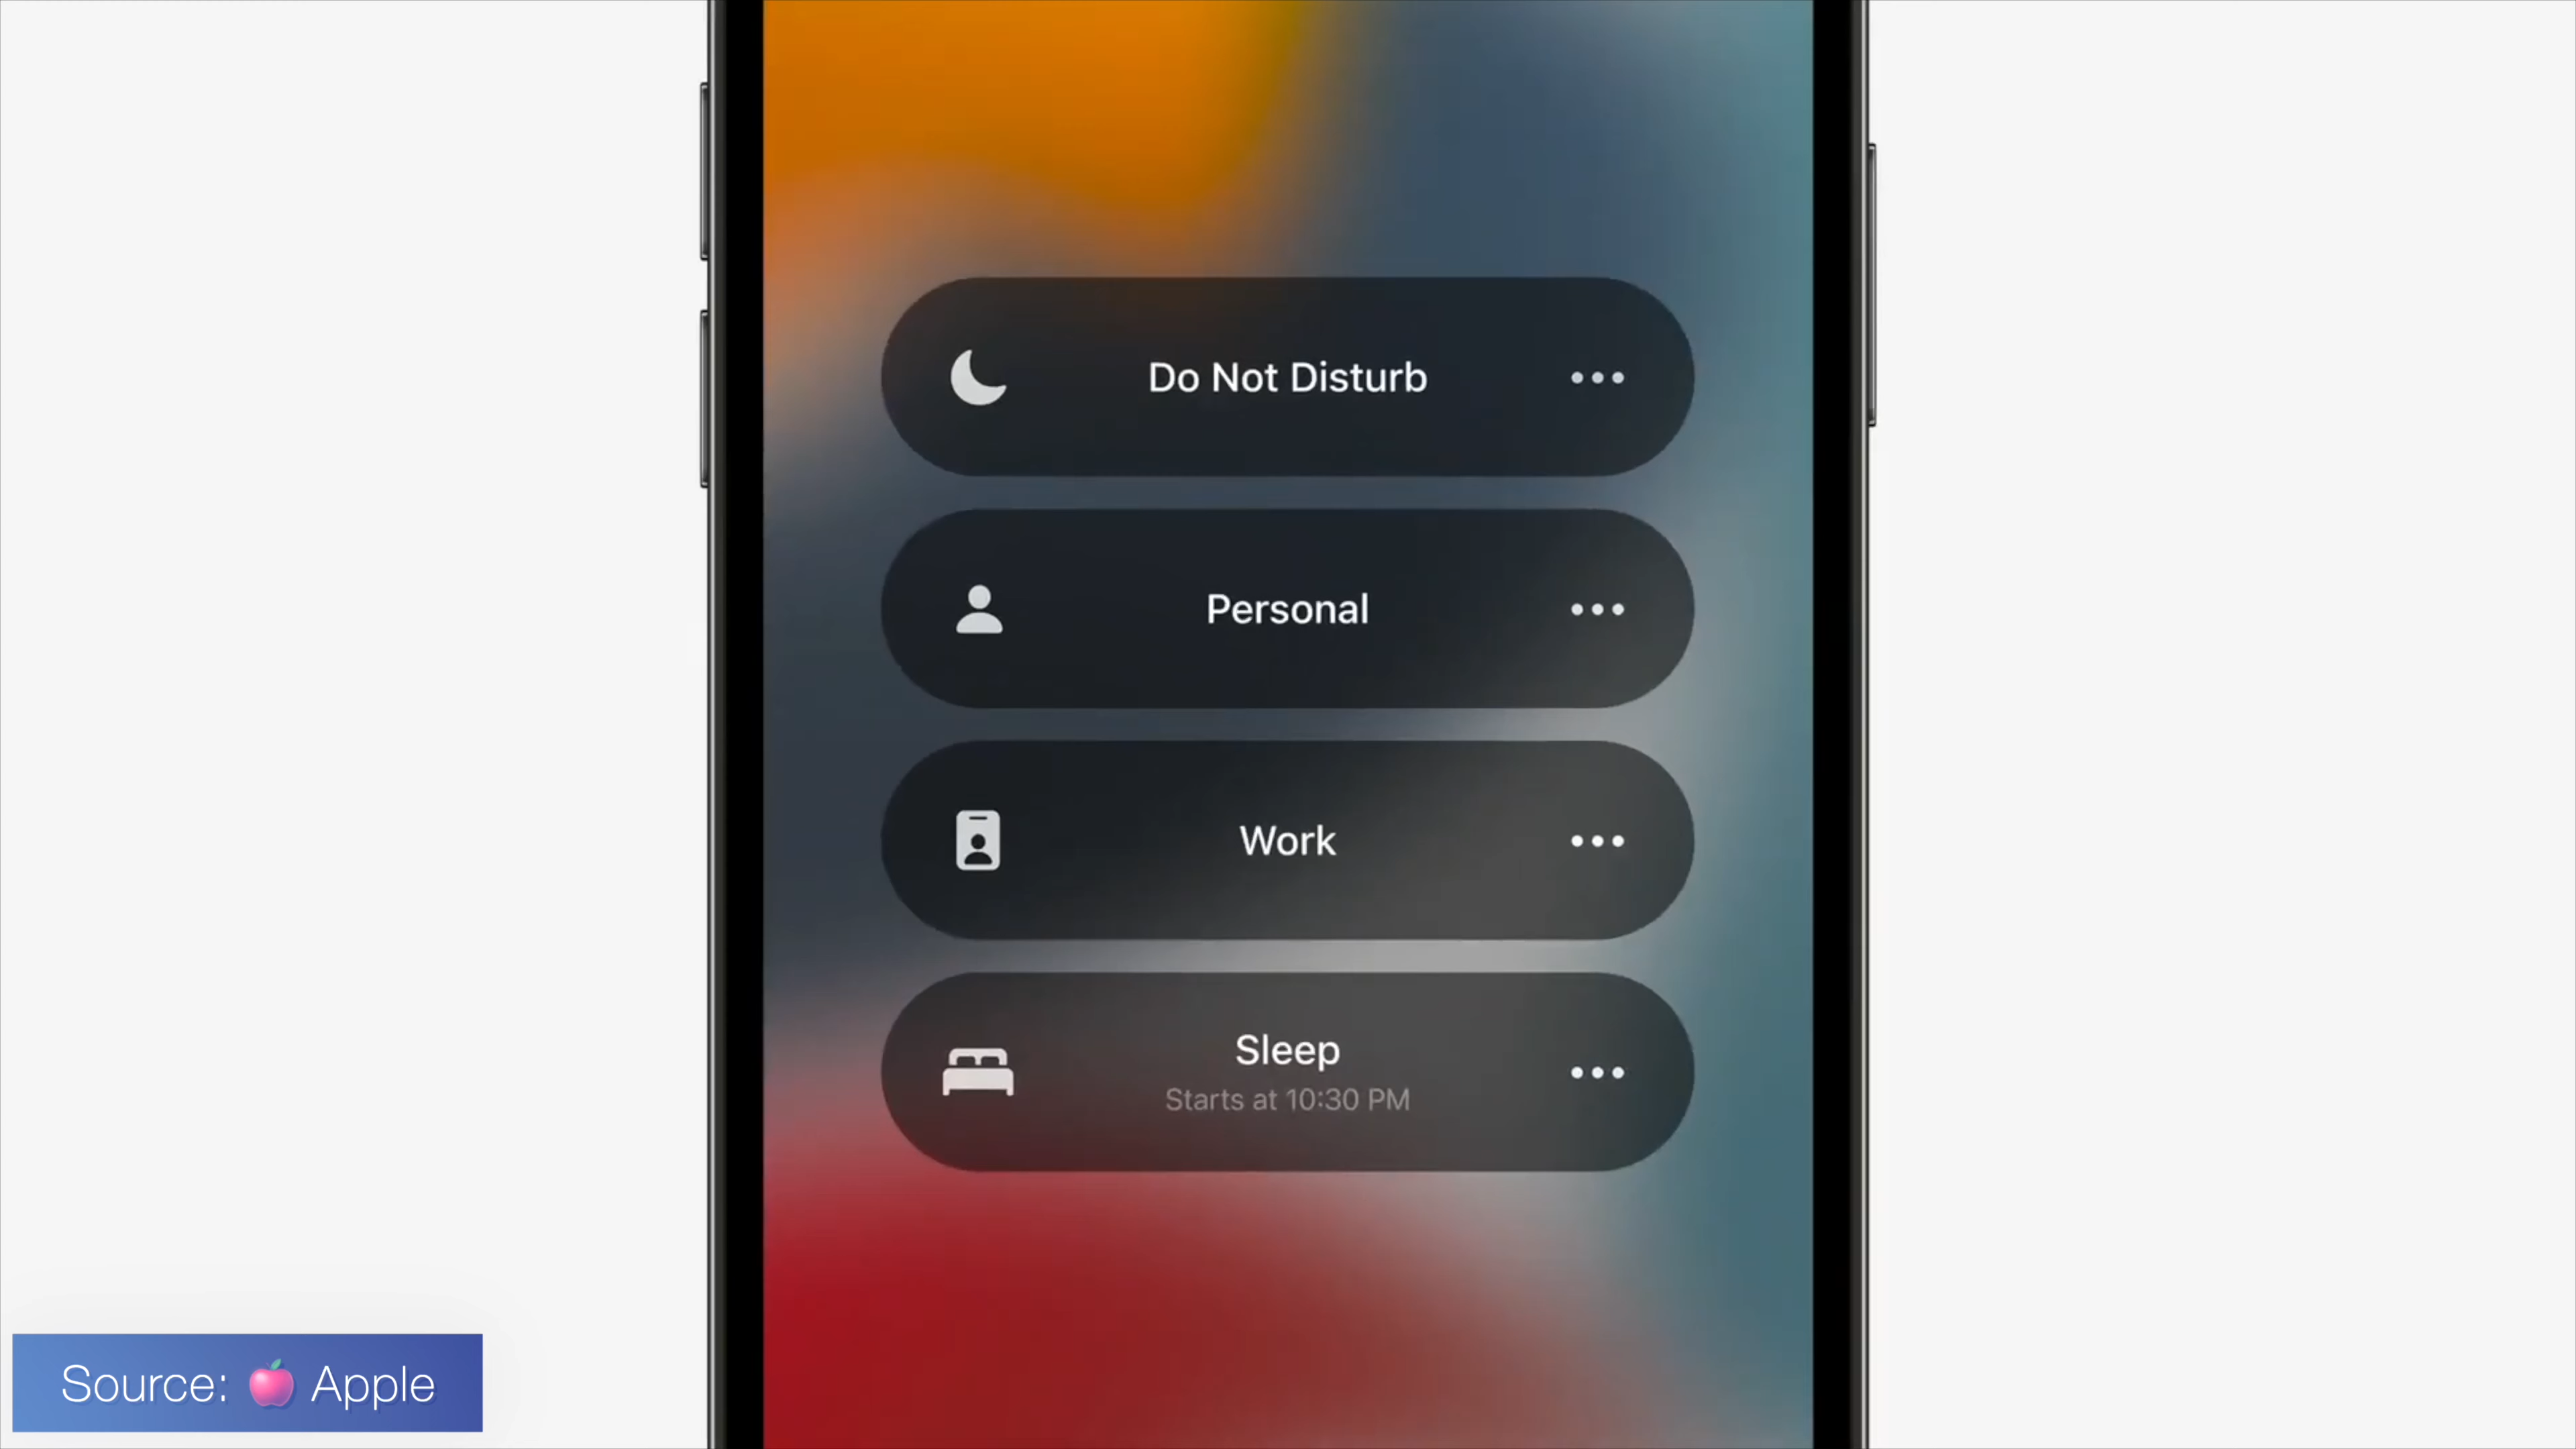 Do Not Disturb
Personal
Work
Sleep
Starts at 10:30 PM
Source: 🍎 Apple